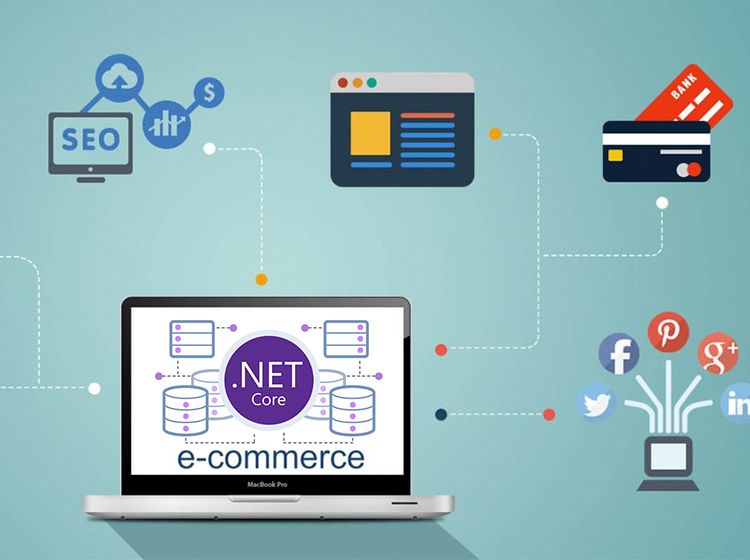 SEO
$
BANK
.NET
Core
e-commerce
MacBook Pro
f
g+
in